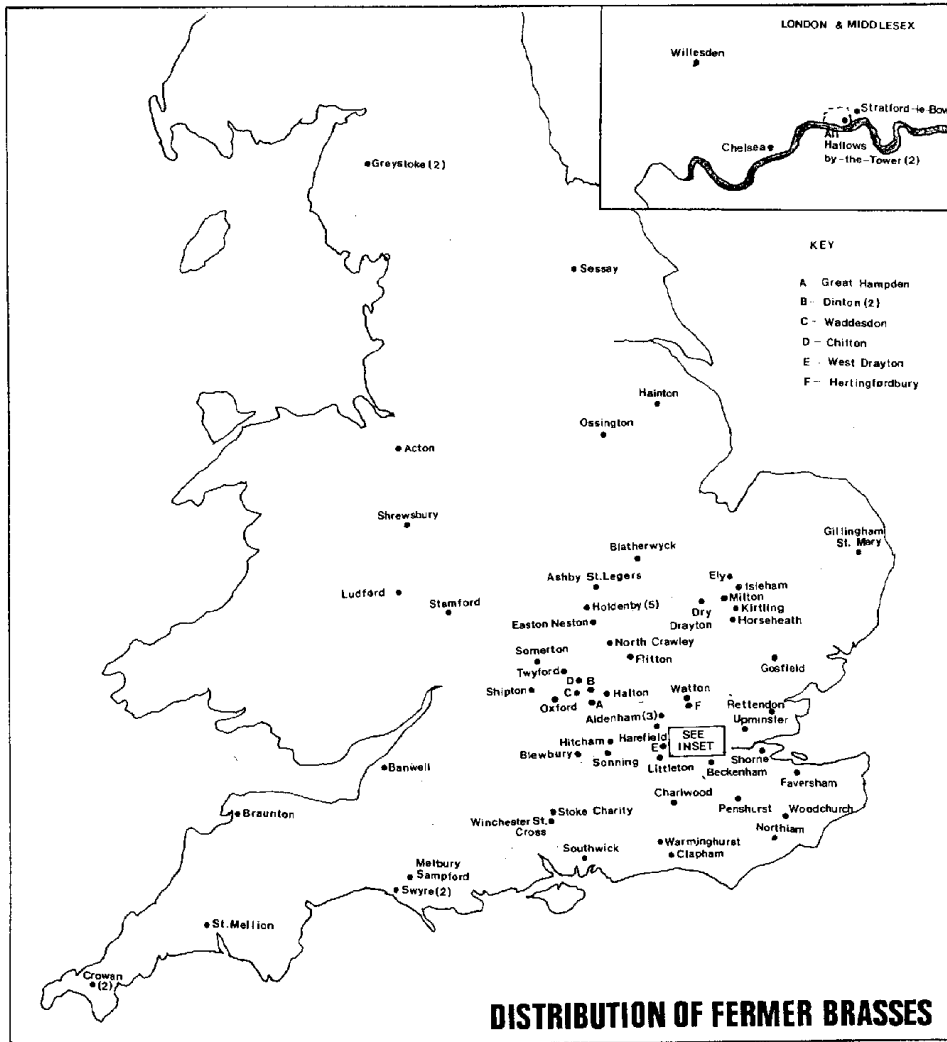 LONDON & MIDDLESEX
Willesden
Stratford-le-Bow
All
Hallows
by-the-Tower (2)
Chelsea
Greystoke (2)
KEY
A Great Hampden
B - Dinton (2)
C - Waddesdon
D - Chilton
E - West Drayton
F - Hertingfordbury
Sessay
Hainton
Ossington
Acton
Shrewsbury
Gillingham
St. Mery
Blatherwyck
Ely
Isleham
Ashby St. Legers
Milton
Ludford
Stamford
Holdenby (5)
Dry
Drayton
Kirtling
Horseheath
Easton Neston
North Crawley
Flitton
Somerton
Gosfield
Twyford
D
B
Shipton
C
Halton
A
Oxford
Watton
F
Rettendon
Upminster
Aldenham (3)
Harefield
SEE
INSET
E
Hitcham
Blewbury
Sonning
Littleton
Beckenham
Shorne
Faversham
Banwell
Charlwood
Penshurst
Woodchurch
Braunton
Stoke Charity
Winchester St.
Cross
Northiam
Warminghurst
Clapham
Southwick
Melbury
Sampford
Swyre (2)
St. Mellion
Crowan
(2)
DISTRIBUTION OF FERMER BRASSES